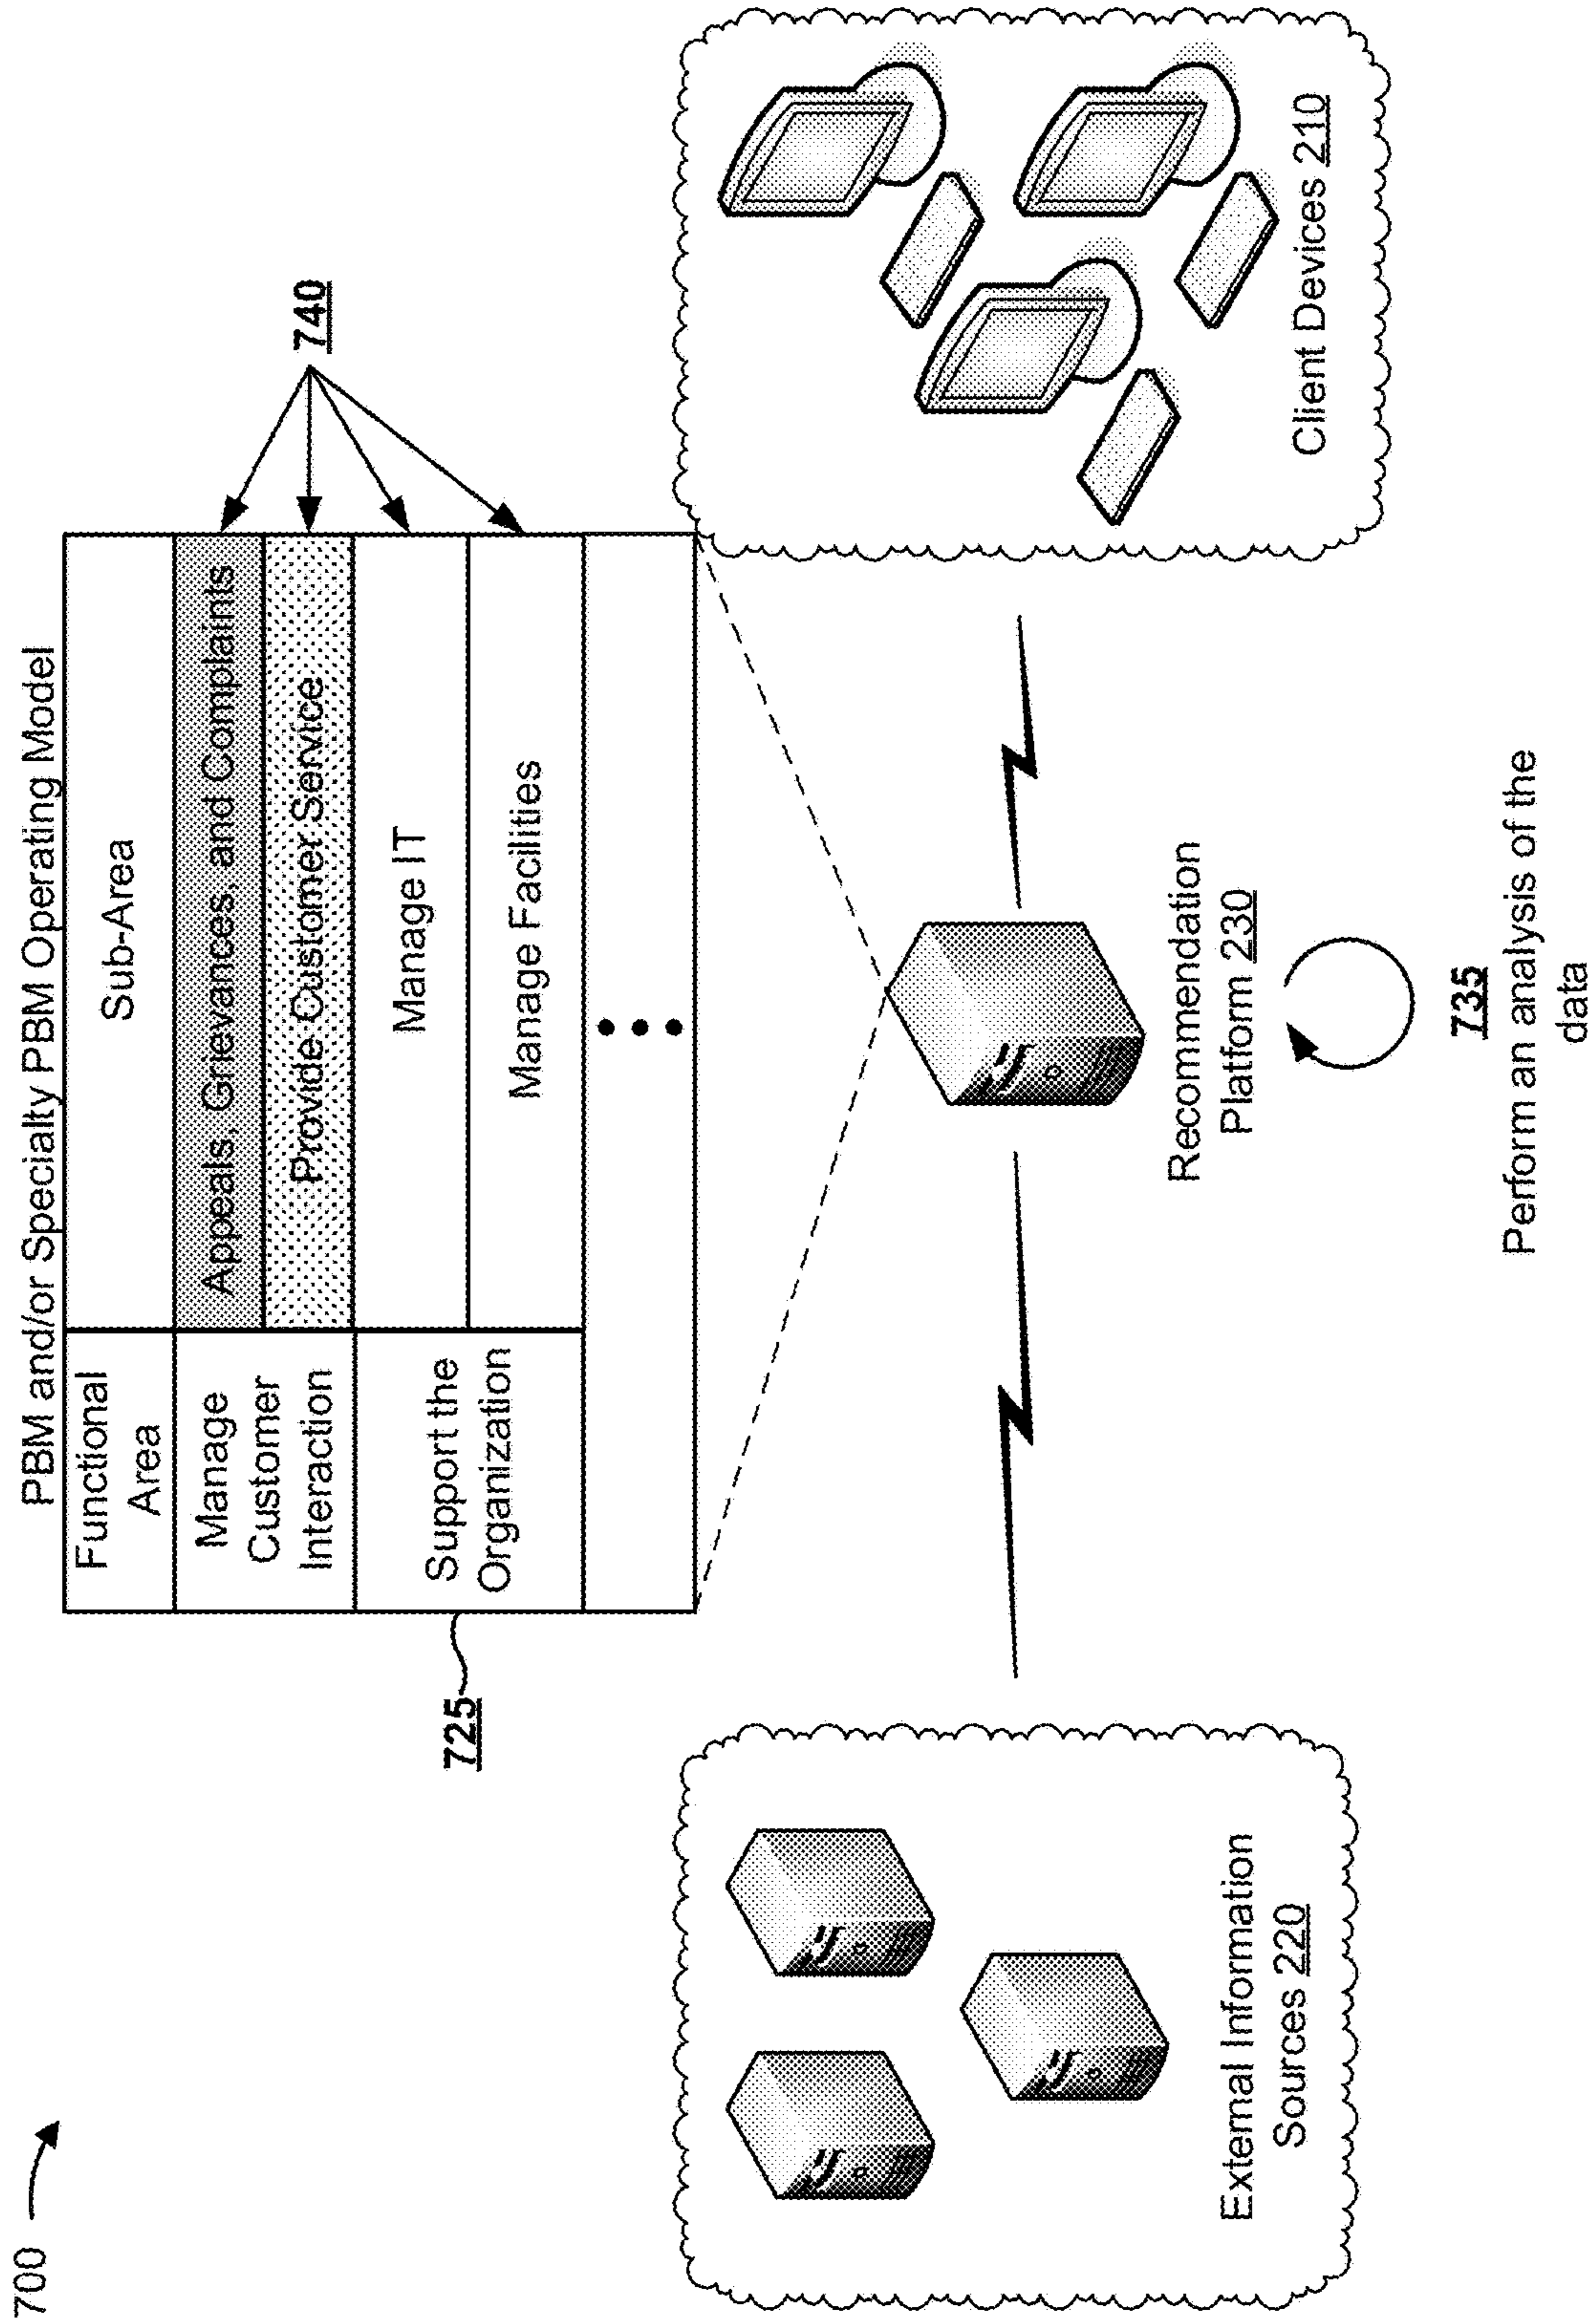 700
PBM and/or Specialty PBM Operating Model
Functional
Area
Sub-Area
Manage
Customer
Interaction
Appeals, Grievances, and Complaints
Provide Customer Service
Support the
Organization
Manage IT
Manage Facilities
725
740
External Information
Sources 220
Recommendation
Platform 230
Client Devices 210
735
Perform an analysis of the
data